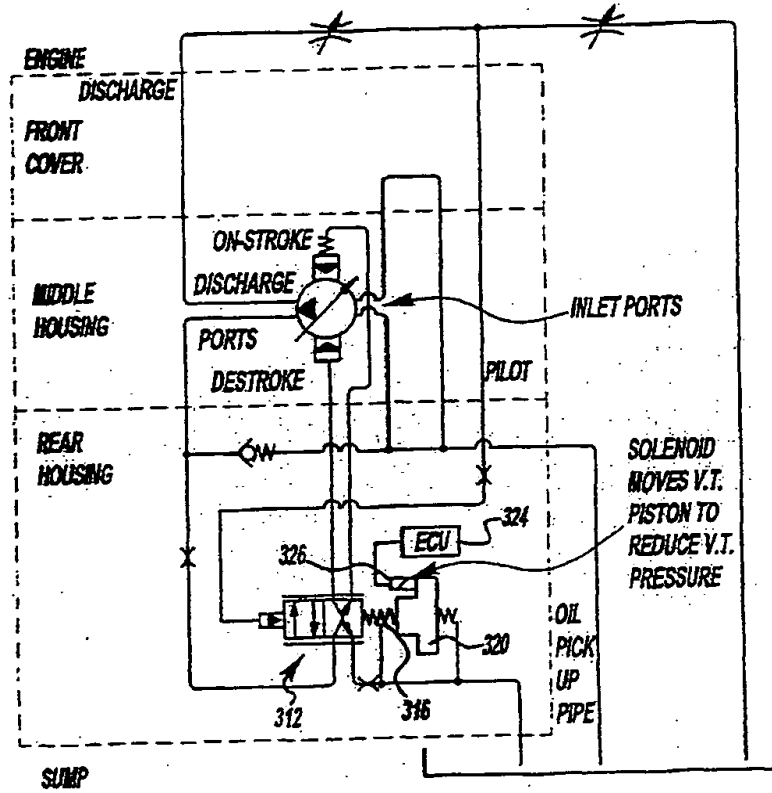 ENGINE
DISCHARGE
FRONT
COVER
ON-STROKE
DISCHARGE
MIDDLE
HOUSING
INLET PORTS
PORTS
DESTROKE
PILOT
REAR
HOUSING
SOLENOID
MOVES V.T.
PISTON TO
REDUCE V.T.
PRESSURE
324
ECU
326
OIL
PICK
UP
PIPE
320
316
312
SUMP